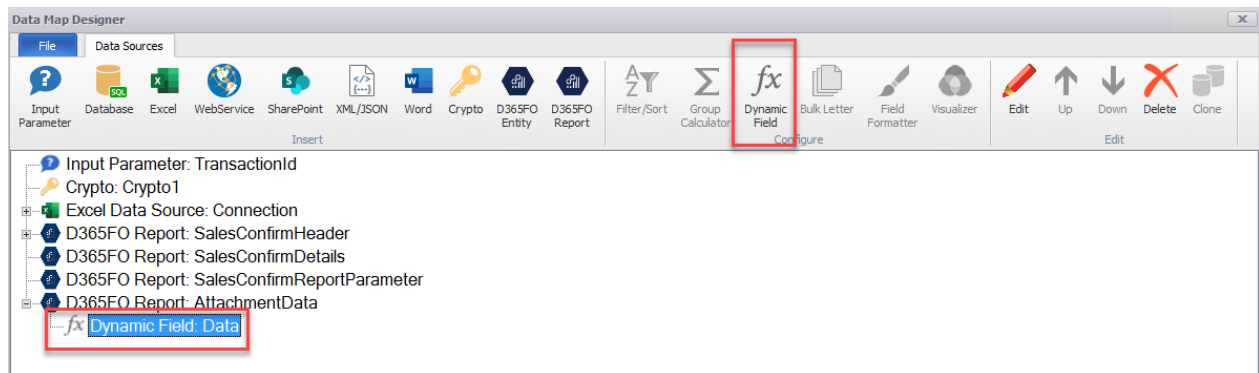 Data Map Designer
x
File
Data Sources
SQL
Input Parameter
Database
Excel
WebService
SharePoint
XML/JSON
Word
Crypto
D365FO Entity
D365FO Report
Filter/Sort
Group Calculator
fx
Dynamic Field
Bulk Letter
Field Formatter
Visualizer
Edit
Up
Down
Delete
Clone
Insert
Configure
Edit
Input Parameter: TransactionId
Crypto: Crypto1
Excel Data Source: Connection
D365FO Report: SalesConfirmHeader
D365FO Report: SalesConfirmDetails
D365FO Report: SalesConfirmReportParameter
D365FO Report: AttachmentData
fx Dynamic Field: Data